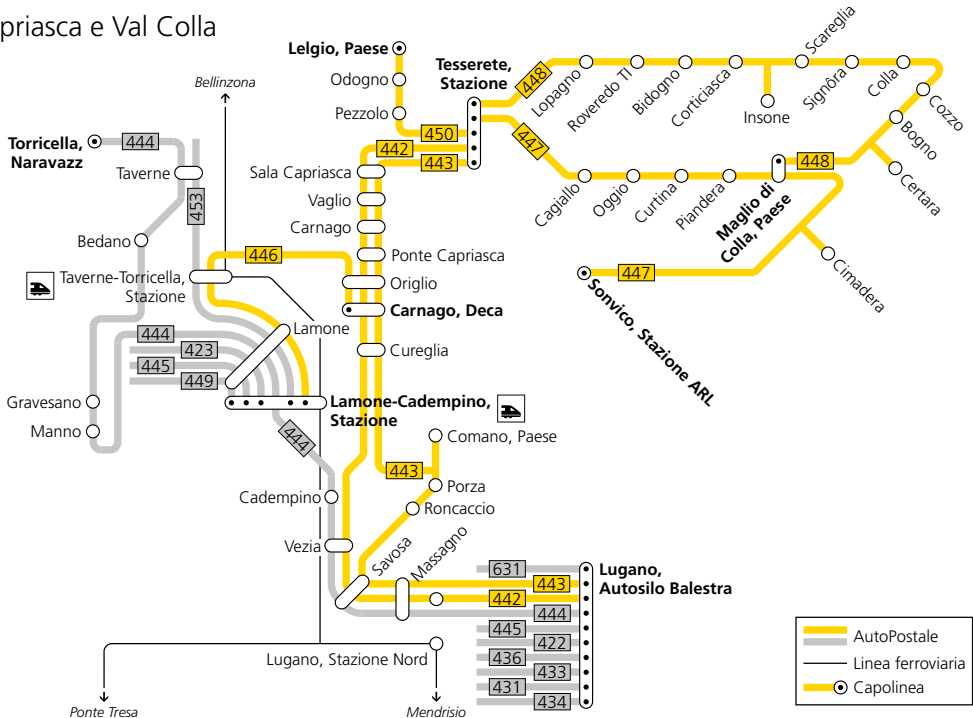 priasca e Val Colla
Bellinzona
Lelgio, Paese
Odogno
Pezzolo
Tesserete,
Stazione
448
Lopagno
Roveredo TI
Bidogno
Corticiasca
Insone
Scareglia
Signôra
Colla
Cozzo
Bogno
Certara
450
442
443
447
Cagiallo
Oggio
Curtina
Piandera
Maglio di
Colla, Paese
448
Cimadera
447
Sonvico, Stazione ARL
Torricella,
Naravazz
444
Taverne
453
Bedano
Taverne-Torricella,
Stazione
446
Sala Capriasca
Vaglio
Carnago
Ponte Capriasca
Origlio
Carnago, Deca
Cureglia
Lamone
444
423
445
449
Gravesano
Manno
Lamone-Cadempino,
Stazione
444
443
Comano, Paese
Porza
Roncaccio
Cadempino
Vezia
Savosa
Massagno
631
443
442
444
445
422
436
433
431
434
Lugano,
Autosilo Balestra
Lugano, Stazione Nord
Ponte Tresa
Mendrisio
AutoPostale
Linea ferroviaria
Capolinea